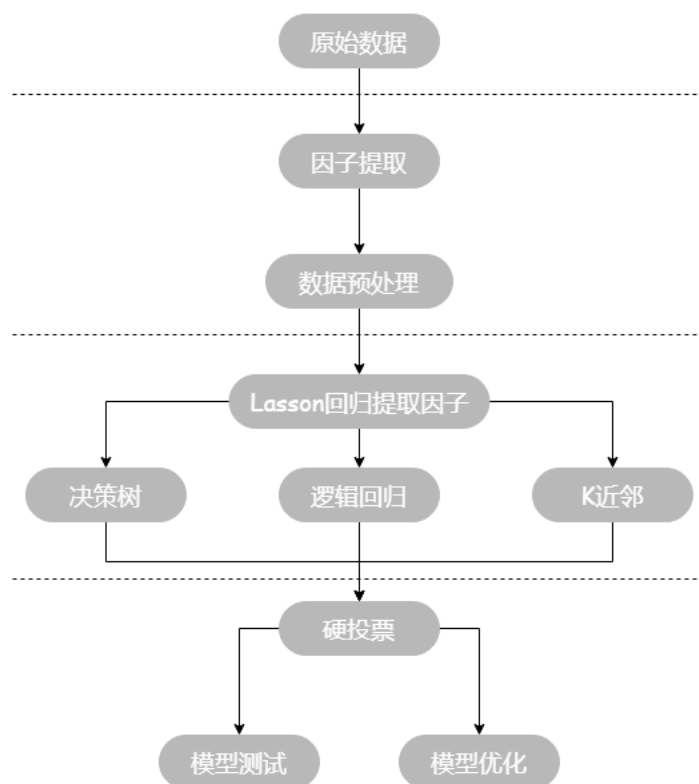 原始数据
因子提取
数据预处理
Lasson回归提取因子
决策树
逻辑回归
K近邻
硬投票
模型测试
模型优化